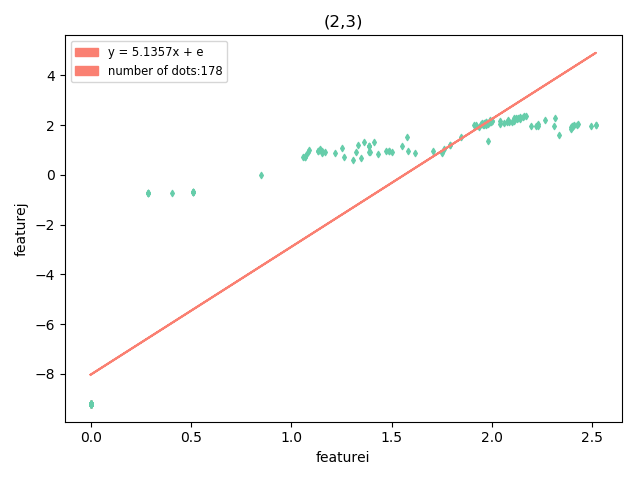 (2,3)
y = 5.1357x + e
number of dots:178
featurej
4
2
0
−2
−4
−6
−8
0.0 0.5 1.0 1.5 2.0 2.5
featurei